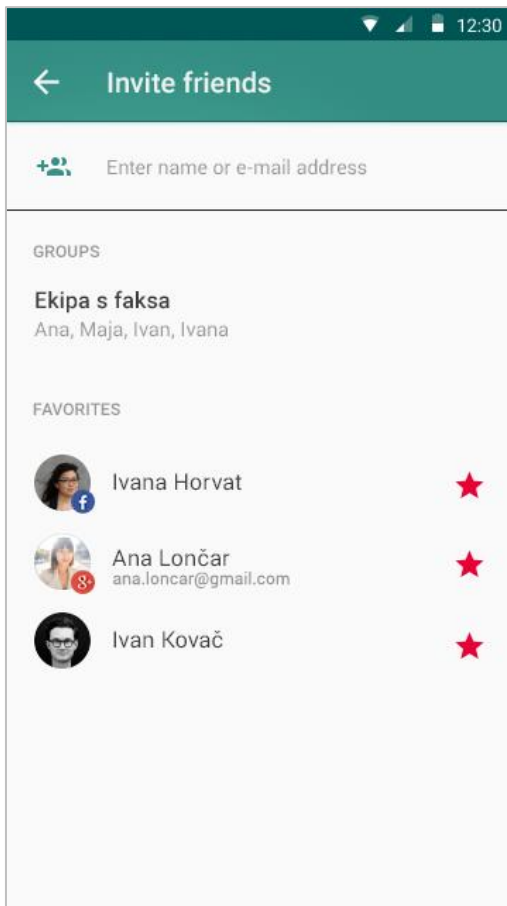 12:30
Invite friends
Enter name or e-mail address
GROUPS
Ekipa s faksa
Ana, Maja, Ivan, Ivana
FAVORITES
Ivana Horvat
f
Ana Lončar
ana.loncar@gmail.com
8+
Ivan Kovač